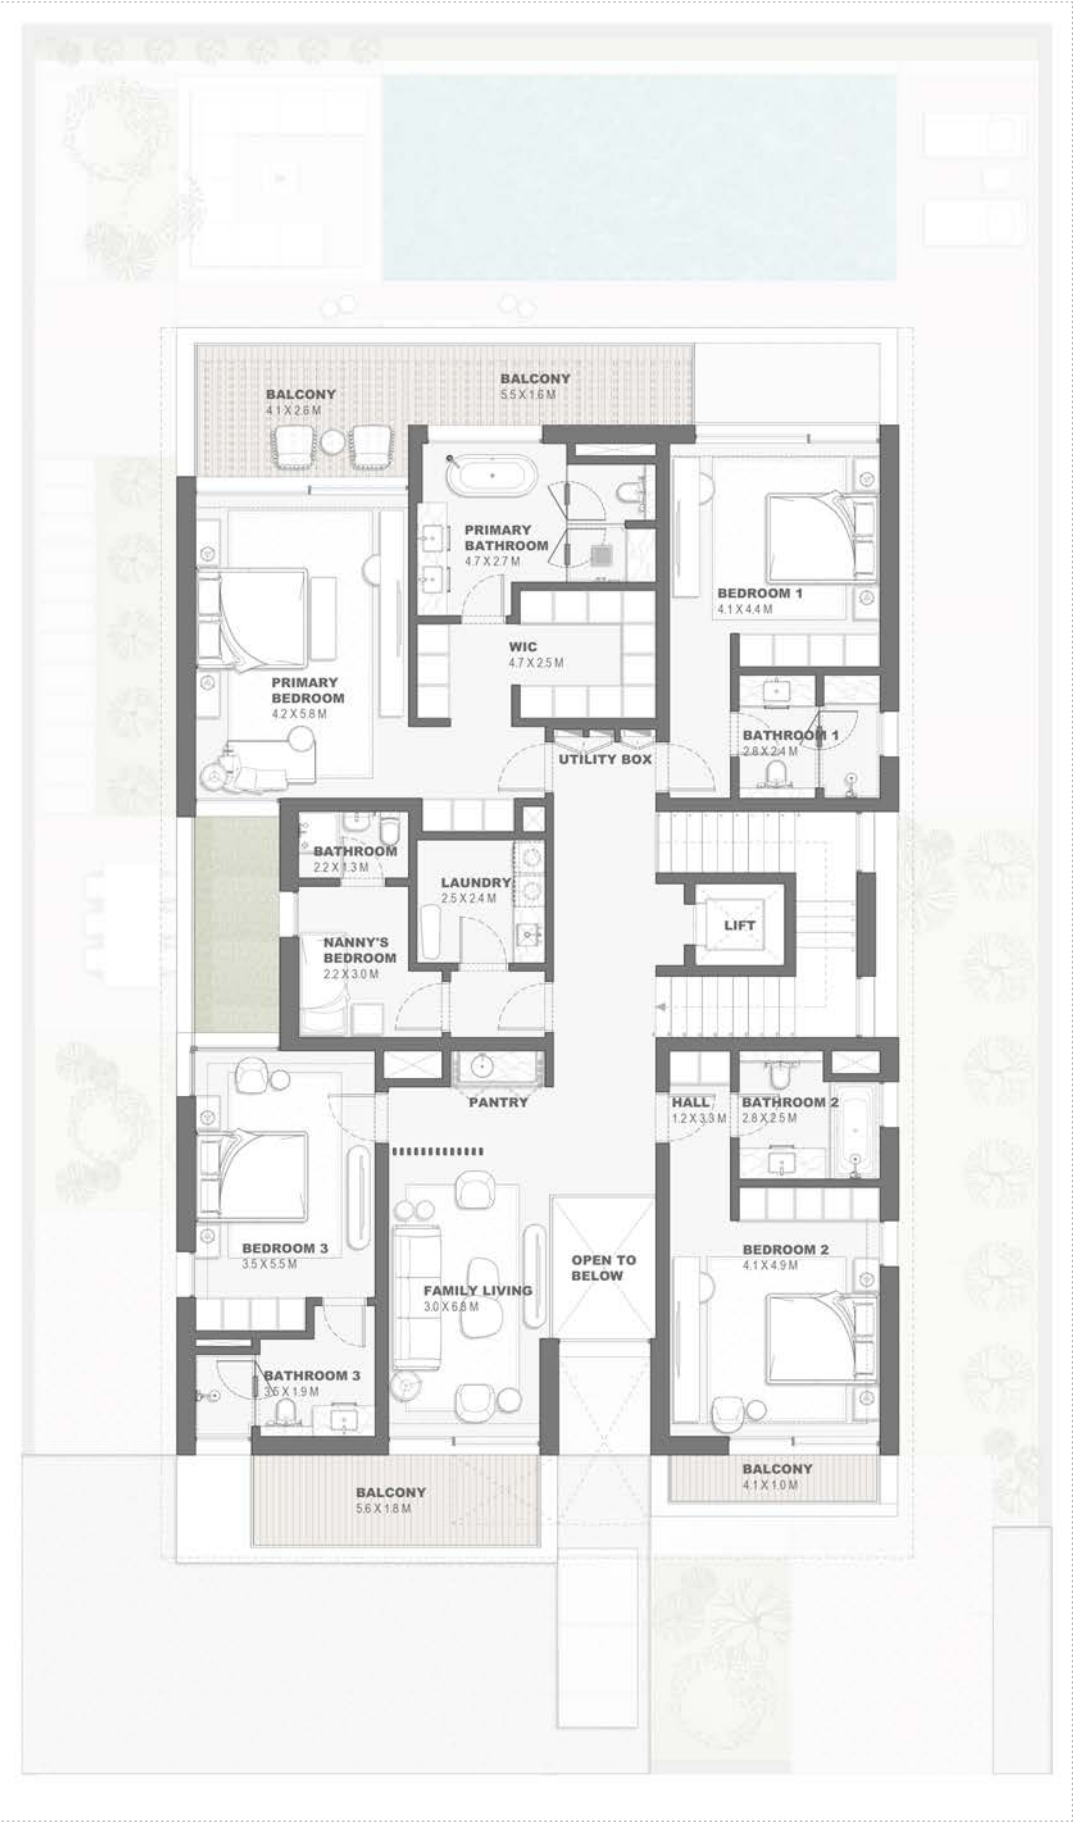 BALCONY
4.1 X 2.6 M
BALCONY
5.5 X 1.6 M
PRIMARY
BATHROOM
4.7 X 2.7 M
BEDROOM 1
4.1 X 4.4 M
WIC
4.7 X 2.5 M
PRIMARY
BEDROOM
4.2 X 5.8 M
BATHROOM 1
2.8 X 2.4 M
UTILITY BOX
BATHROOM
2.2 X 1.3 M
LAUNDRY
2.5 X 2.4 M
LIFT
NANNY'S
BEDROOM
2.2 X 3.0 M
PANTRY
HALL
1.2 X 3.3 M
BATHROOM 2
2.8 X 2.5 M
BEDROOM 3
3.5 X 5.5 M
OPEN TO
BELOW
BEDROOM 2
4.1 X 4.9 M
FAMILY LIVING
3.0 X 6.8 M
BATHROOM 3
3.5 X 1.9 M
BALCONY
4.1 X 1.0 M
BALCONY
5.6 X 1.8 M